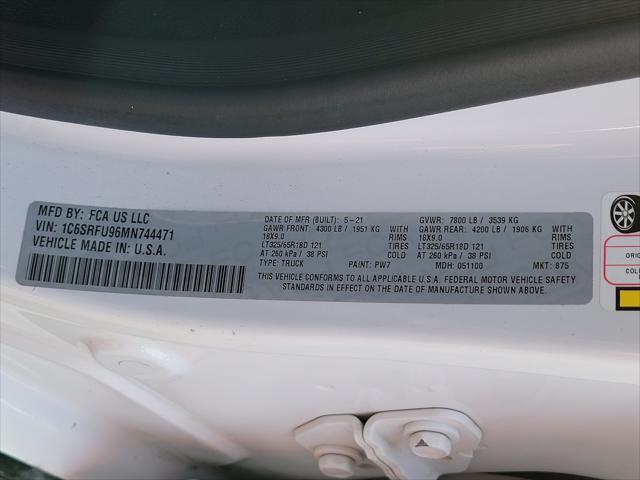 MFD BY: FCA US LLC
VIN: 1C6SRFU96MN744471
VEHICLE MADE IN U.S.A.
DATE OF MFR (BUILT): 5-21
GAWR FRONT: 4300 LB / 1951 KG WITH
18X9.0 RIMS
LT325/65R18D 121 TIRES
AT 260 kPa / 38 PSI COLD
TYPE: TRUCK
GVWR: 7800 LB / 3539 KG
GAWR REAR: 4200 LB / 1906 KG WITH
18X9.0 RIMS
LT325/65R18D 121 TIRES
AT 260 kPa / 38 PSI COLD
PAINT: PW7 MDH: 051100 MKT: 875
THIS VEHICLE CONFORMS TO ALL APPLICABLE U.S.A. FEDERAL MOTOR VEHICLE SAFETY
STANDARDS IN EFFECT ON THE DATE OF MANUFACTURE SHOWN ABOVE.
ORIG
COL